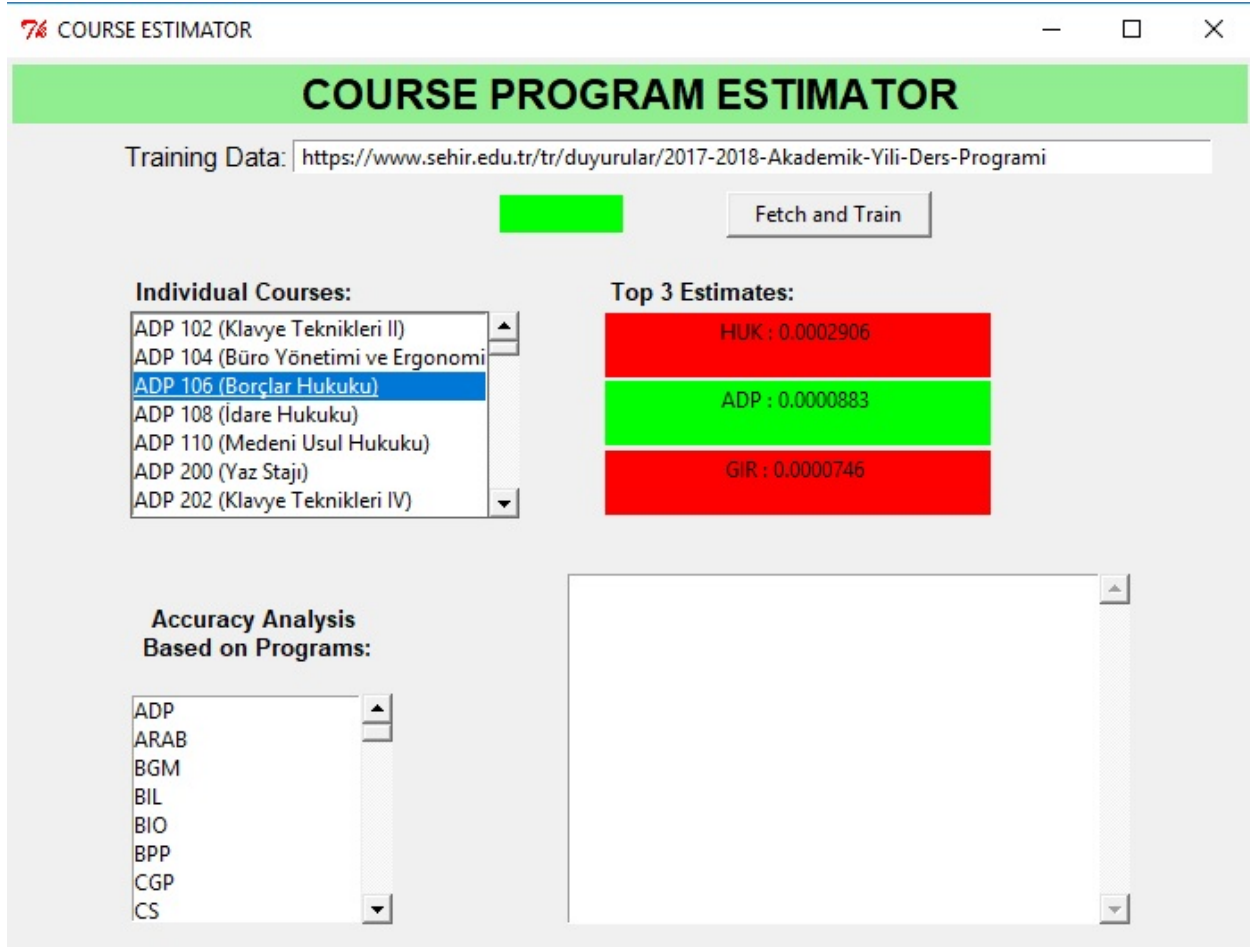 COURSE ESTIMATOR
COURSE PROGRAM ESTIMATOR
Training Data: https://www.sehir.edu.tr/tr/duyurular/2017-2018-Akademik-Yili-Ders-Programi
Fetch and Train
Individual Courses:
ADP 102 (Klavye Teknikleri II)
ADP 104 (Büro Yönetimi ve Ergonomi
ADP 106 (Borçlar Hukuku)
ADP 108 (İdare Hukuku)
ADP 110 (Medeni Usul Hukuku)
ADP 200 (Yaz Stajı)
ADP 202 (Klavye Teknikleri IV)
Top 3 Estimates:
HUK : 0.0002906
ADP : 0.0000883
GIR : 0.0000746
Accuracy Analysis
Based on Programs:
ADP
ARAB
BGM
BIL
BIO
BPP
CGP
CS